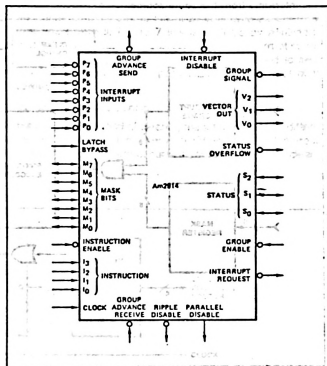 GROUP
ADVANCE
SEND
INTERRUPT
DISABLE
GROUP
SIGNAL
P7
P6
P5
P4
P3
P2
P1
P0
INTERRUPT
INPUTS
V2
V1
V0
VECTOR
OUT
LATCH
BYPASS
STATUS
OVERFLOW
M7
M6
M5
M4
M3
M2
M1
M0
MASK
BITS
Am2914
S2
S1
S0
STATUS
INSTRUCTION
ENABLE
GROUP
ENABLE
I3
I2
I1
I0
INSTRUCTION
INTERRUPT
REQUEST
CLOCK
GROUP
ADVANCE
RECEIVE
RIPPLE
DISABLE
PARALLEL
DISABLE